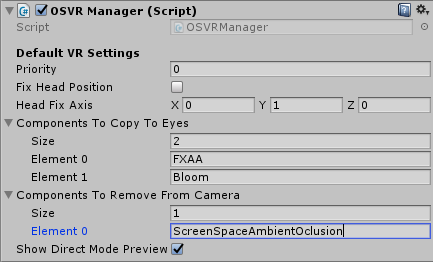 OSVR Manager (Script)
Script OSVRManager
Default VR Settings
Priority 0
Fix Head Position
Head Fix Axis X 0 Y 1 Z 0
Components To Copy To Eyes
Size 2
Element 0 FXAA
Element 1 Bloom
Components To Remove From Camera
Size 1
Element 0 ScreenSpaceAmbientOclusion
Show Direct Mode Preview